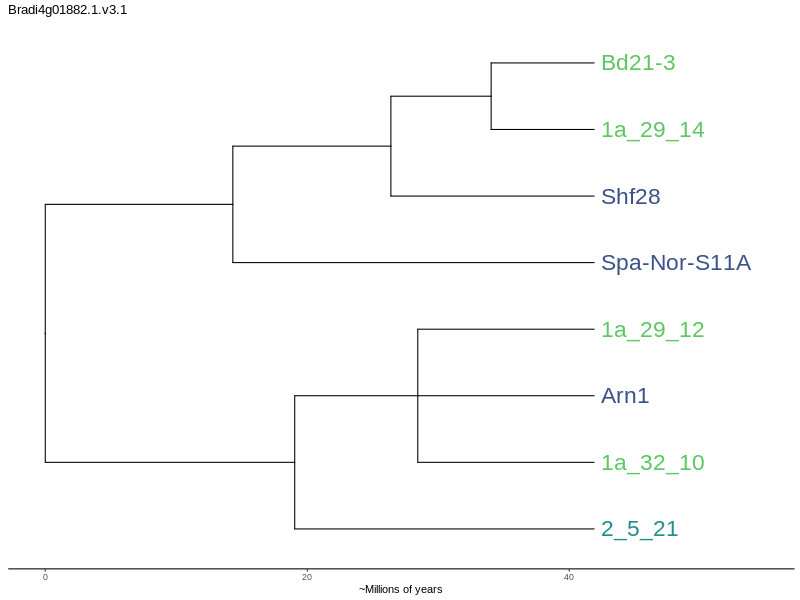 Bradi4g01882.1.v3.1
Bd21-3
1a_29_14
Shf28
Spa-Nor-S11A
1a_29_12
Arn1
1a_32_10
2_5_21
0 20 40
~Millions of years